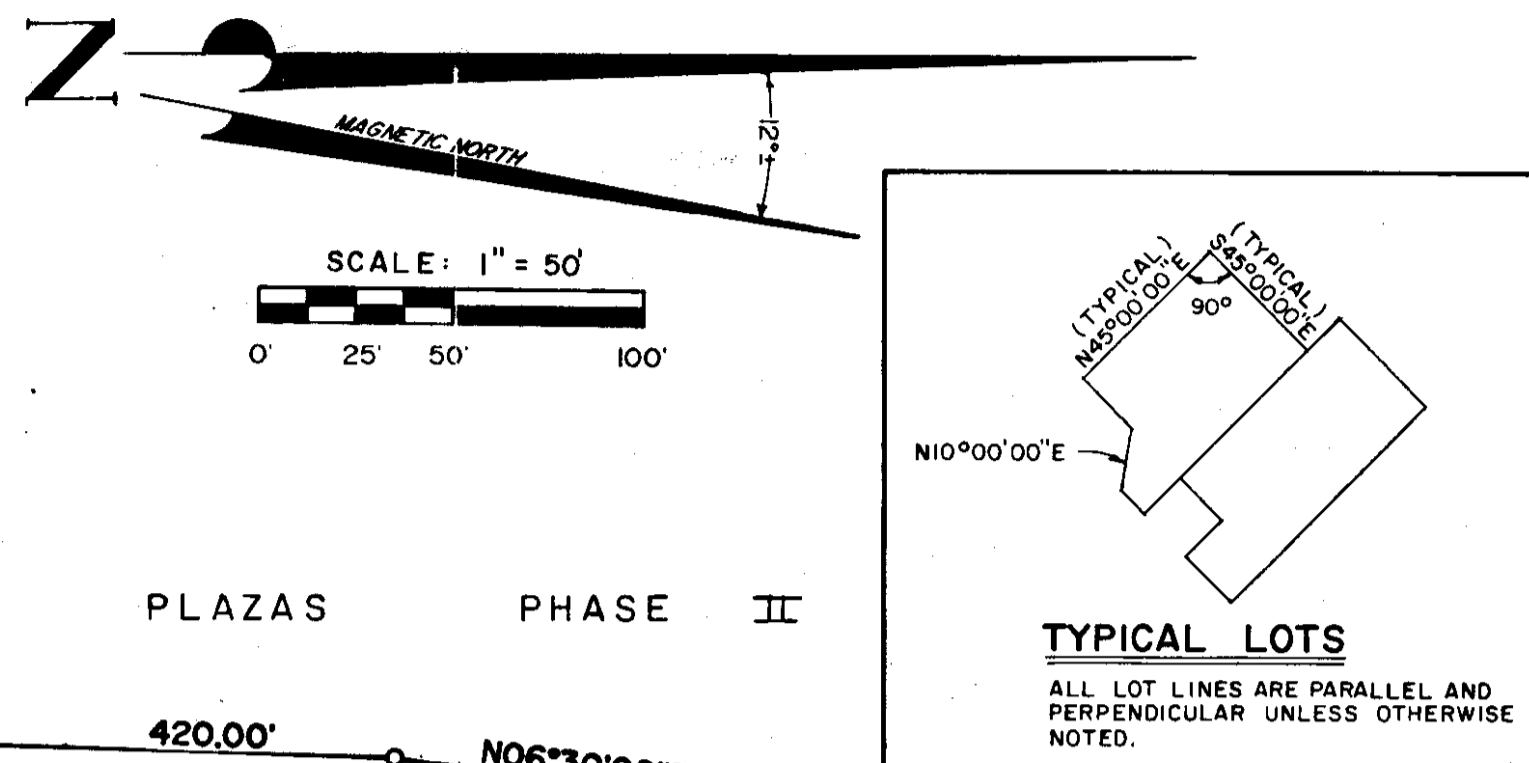 N
MAGNETIC NORTH
12°±
SCALE: 1" = 50'
0' 25' 50' 100'
(TYPICAL)
N45°00'00"E
(TYPICAL)
S45°00'00"E
90°
N10°00'00"E
TYPICAL LOTS
ALL LOT LINES ARE PARALLEL AND
PERPENDICULAR UNLESS OTHERWISE
NOTED.
PLAZAS PHASE II
420.00'